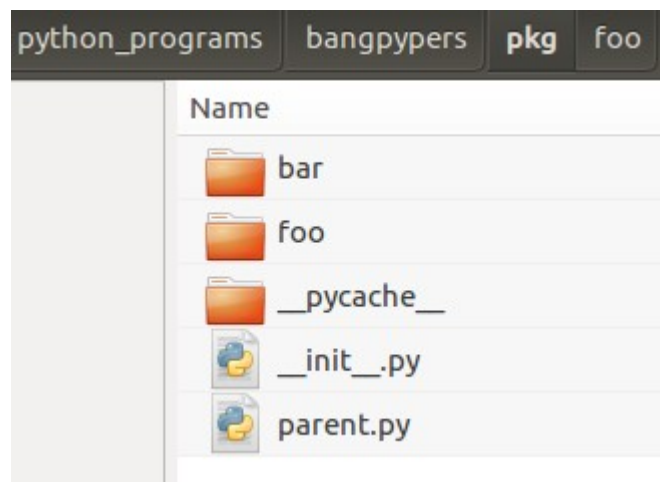 python_programs bangpypers pkg foo
Name
bar
foo
__pycache__
__init__.py
parent.py